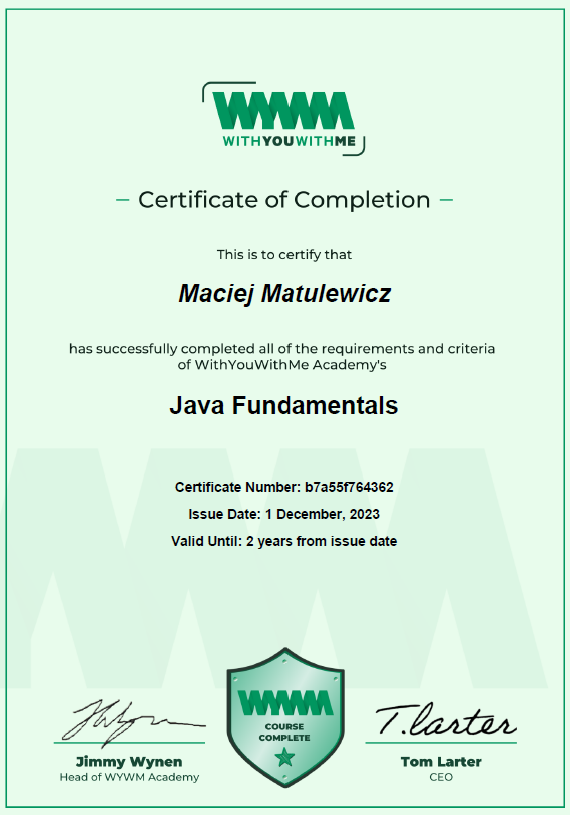 WYWM
WITHYOUWITHME
Certificate of Completion
This is to certify that
Maciej Matulewicz
has successfully completed all of the requirements and criteria
of WithYouWithMe Academy's
Java Fundamentals
Certificate Number: b7a55f764362
Issue Date: 1 December, 2023
Valid Until: 2 years from issue date
WYWM
COURSE
COMPLETE
T.larter
Jimmy Wynen
Head of WYWM Academy
Tom Larter
CEO